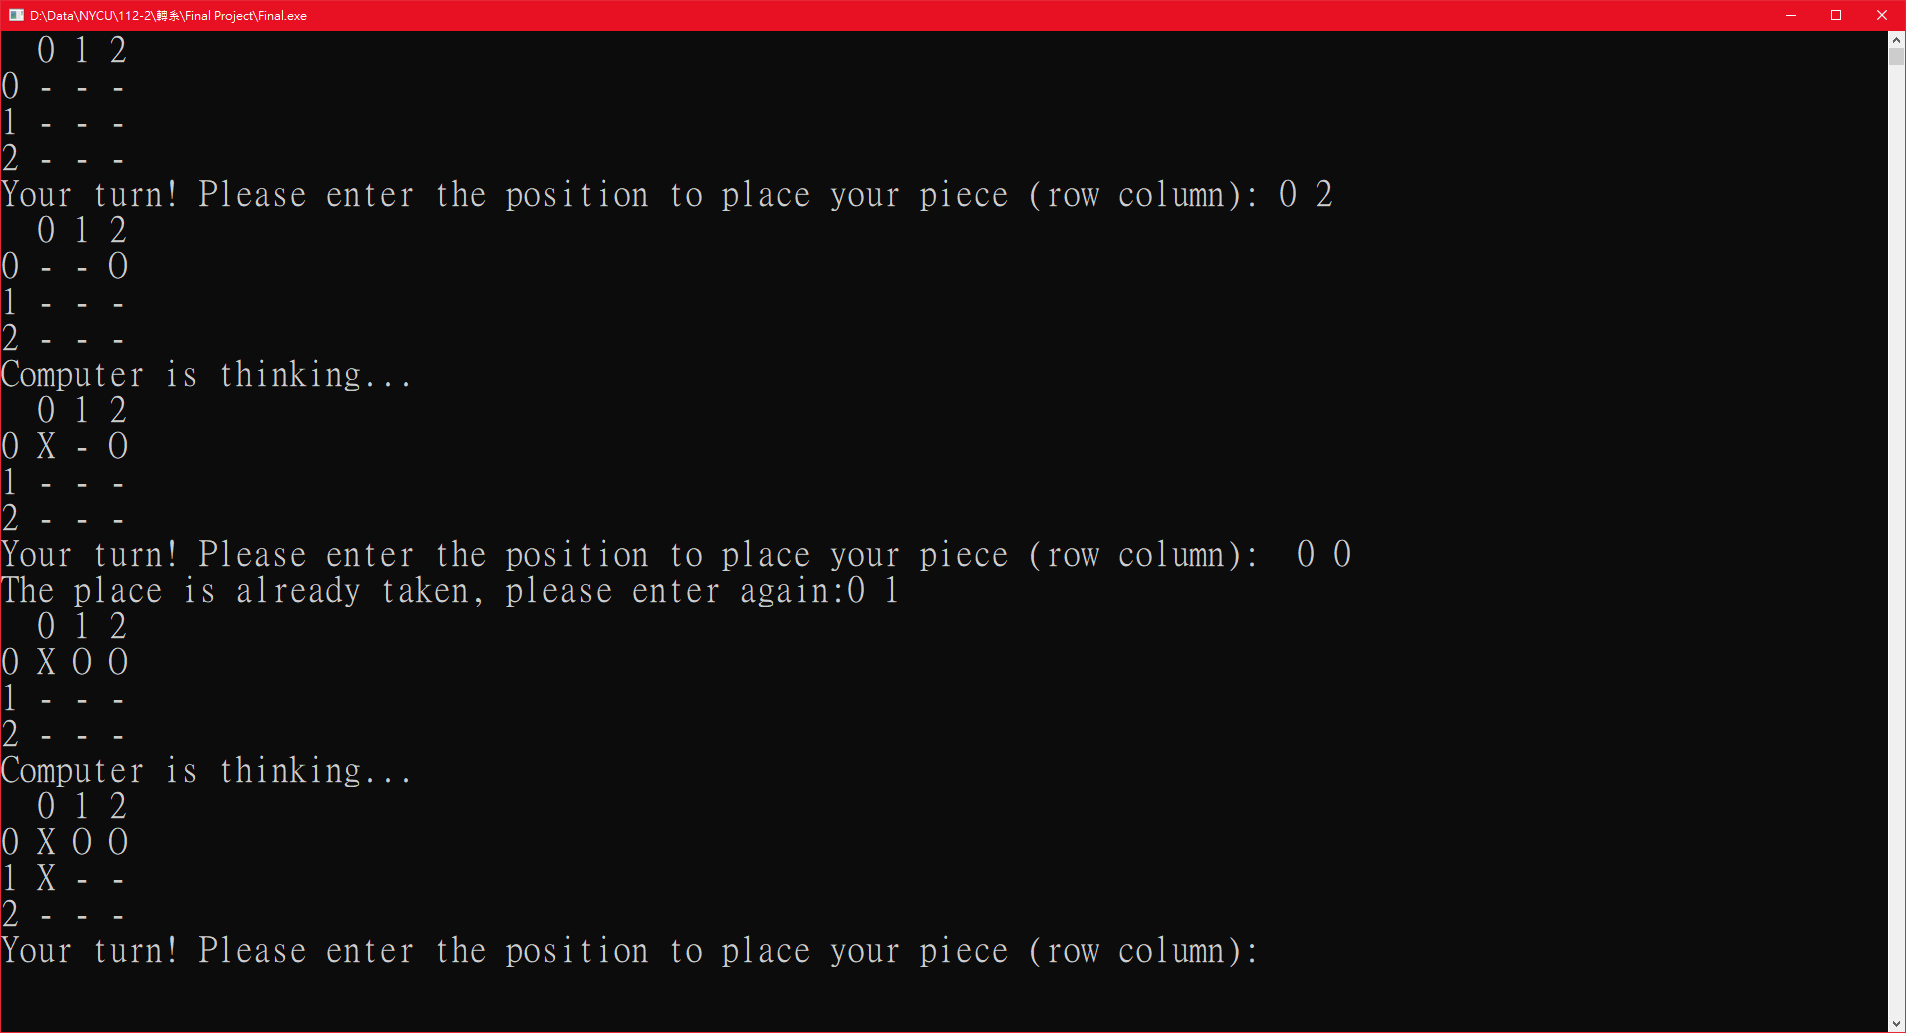 D:\Data\NYCU\112-2\轉系\Final Project\Final.exe
  0 1 2
0 - - -
1 - - -
2 - - -
Your turn! Please enter the position to place your piece (row column): 0 2
  0 1 2
0 - - O
1 - - -
2 - - -
Computer is thinking...
  0 1 2
0 X - O
1 - - -
2 - - -
Your turn! Please enter the position to place your piece (row column):  0 0
The place is already taken, please enter again:0 1
  0 1 2
0 X O O
1 - - -
2 - - -
Computer is thinking...
  0 1 2
0 X O O
1 X - -
2 - - -
Your turn! Please enter the position to place your piece (row column):